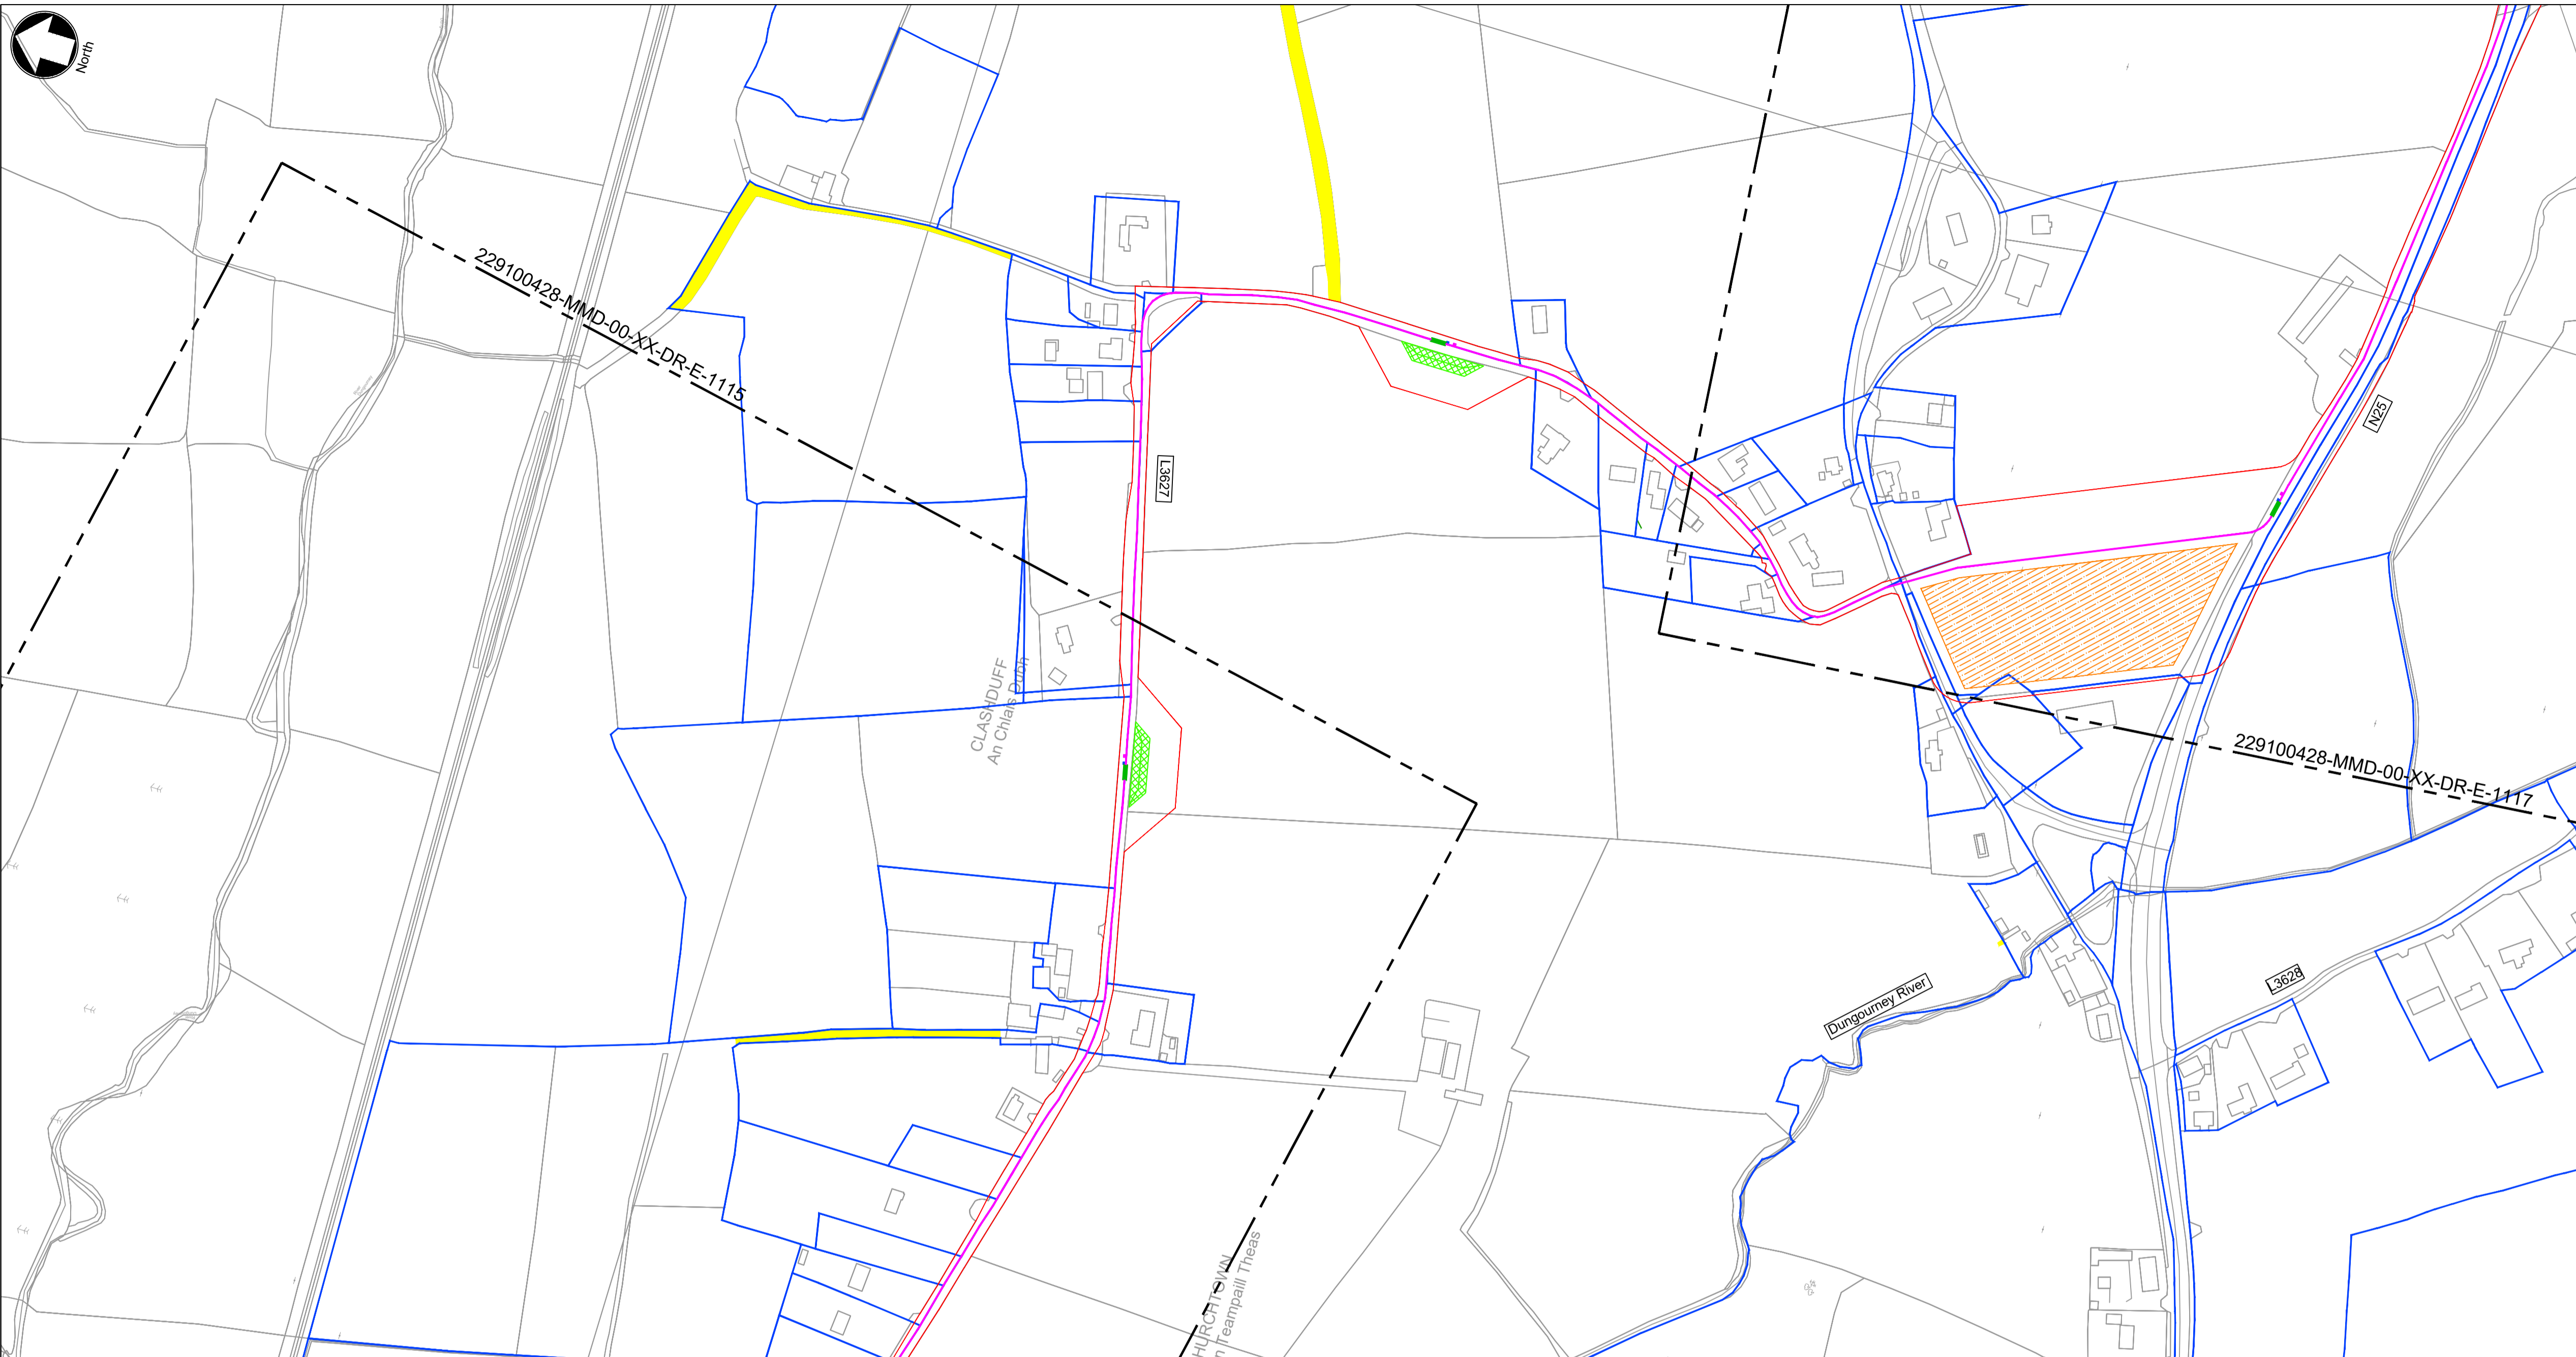 North
229100428-MMD-00-XX-DR-E-1115
N25
L3627
CLASHDUFF
An Chlais Dubh
229100428-MMD-00-XX-DR-E-1117
L3628
Dungourney River
HURCHTOWN
Teampaill Theas